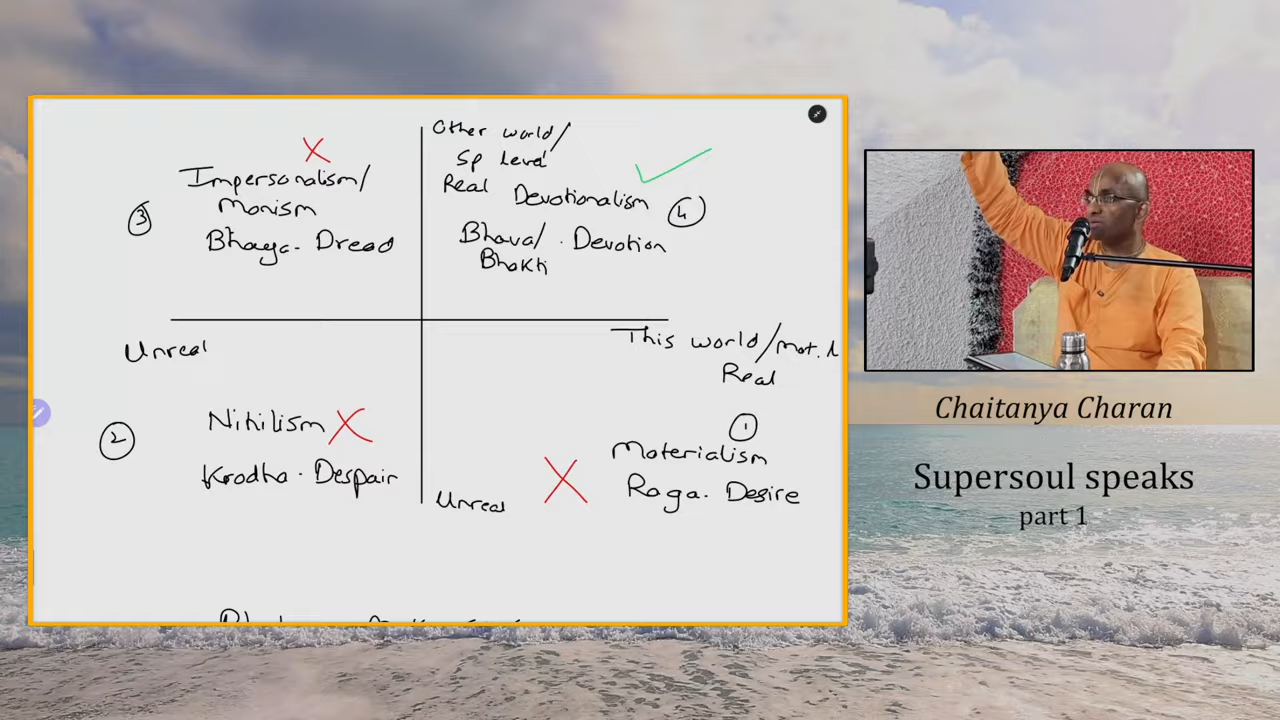 Other world/
Sp level
Real
Devotionalism
4
Bhava/ . Devotion
Bhakti
X
Impersonalism/
Monism
3
Bhaya. Dread
Unreal
This world/mat. l
Real
Nihilism X
2
Krodha . Despair
Unreal
X
1
Materialism
Raga. Desire
Chaitanya Charan
Supersoul speaks
part 1